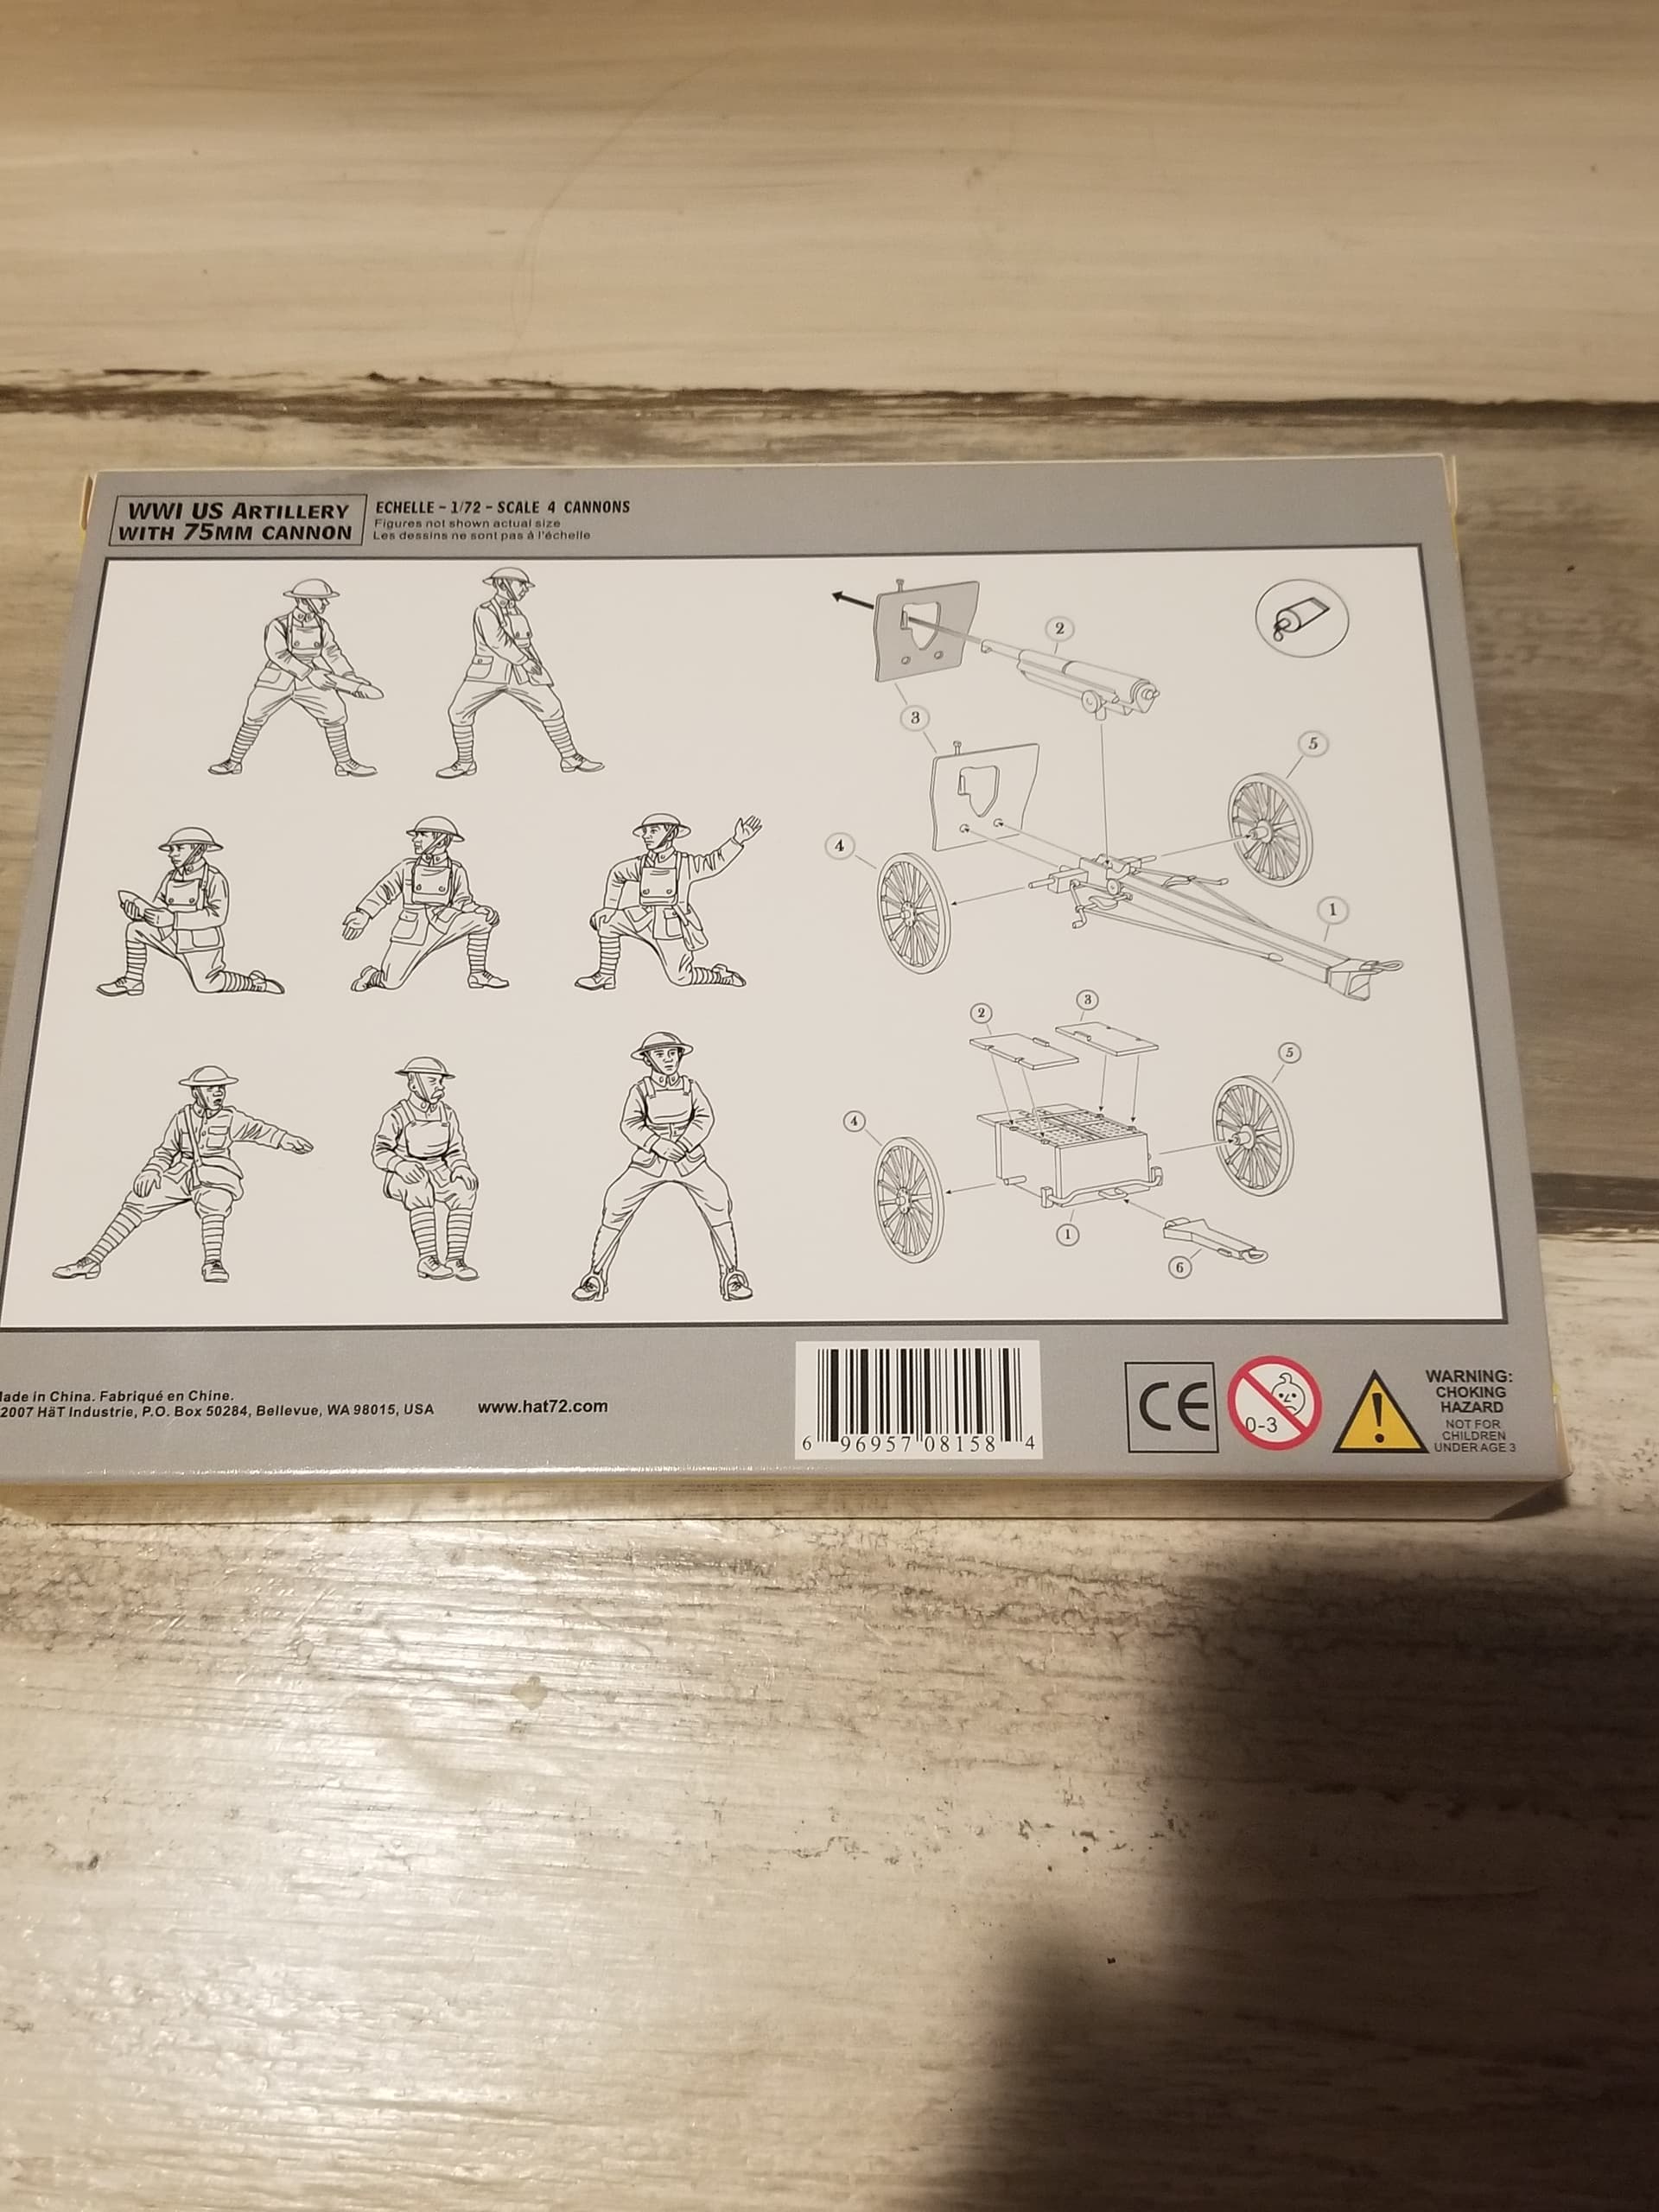 WWI US ARTILLERY
WITH 75MM CANNON
ECHELLE - 1/72 - SCALE 4 CANNONS
Figures not shown actual size
Les dessins ne sont pas à l'échelle
2
3
5
4
1
2
3
5
4
1
6
ade in China. Fabriqué en Chine.
2007 HäT Industrie, P.O. Box 50284, Bellevue, WA 98015, USA
www.hat72.com
6 96957 08158 4
CE
0-3
!
WARNING:
CHOKING
HAZARD
NOT FOR
CHILDREN
UNDER AGE 3